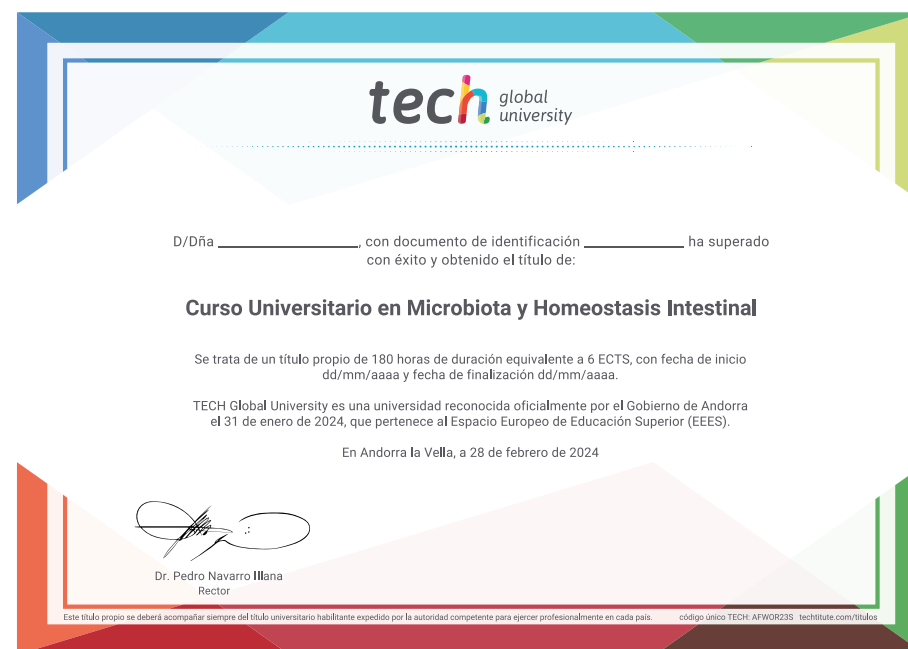 tech global university
D/Dña ____________________, con documento de identificación ______________ ha superado
con éxito y obtenido el título de:
Curso Universitario en Microbiota y Homeostasis Intestinal
Se trata de un título propio de 180 horas de duración equivalente a 6 ECTS, con fecha de inicio
dd/mm/aaaa y fecha de finalización dd/mm/aaaa.
TECH Global University es una universidad reconocida oficialmente por el Gobierno de Andorra
el 31 de enero de 2024, que pertenece al Espacio Europeo de Educación Superior (EEES).
En Andorra la Vella, a 28 de febrero de 2024
Dr. Pedro Navarro Illana
Rector
Este título propio se deberá acompañar siempre del título universitario habilitante expedido por la autoridad competente para ejercer profesionalmente en cada país. código único TECH: AFWOR23S techtitute.com/titulos